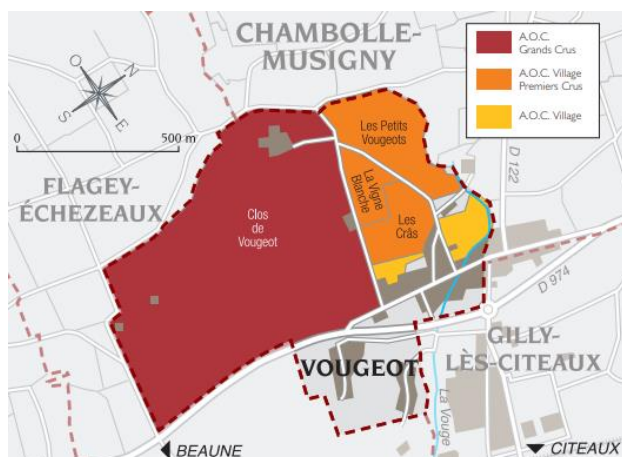 CHAMBOLLE-
MUSIGNY
A.O.C.
Grands Crus
A.O.C. Village
Premiers Crus
A.O.C. Village
O
N
S
E
0
500 m
Les Petits
Vougeots
D 122
FLAGEY-
ÉCHEZEAUX
La Vigne
Blanche
Clos
de
Vougeot
Les
Crâs
D 974
GILLY-
LÈS-CITEAUX
VOUGEOT
La Vouge
BEAUNE
CITEAUX